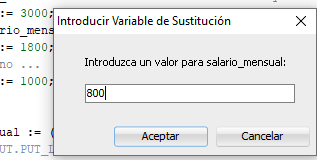 := 3000;
rio_mens
:= 1800;
no ...
:= 1000;
ual := (
UT.PUT_L
Introducir Variable de Sustitución
Introduzca un valor para salario_mensual:
800
Aceptar
Cancelar